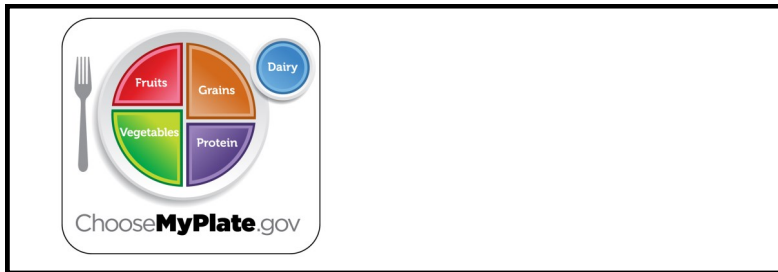 Dairy
Fruits
Grains
Vegetables
Protein
ChooseMyPlate.gov